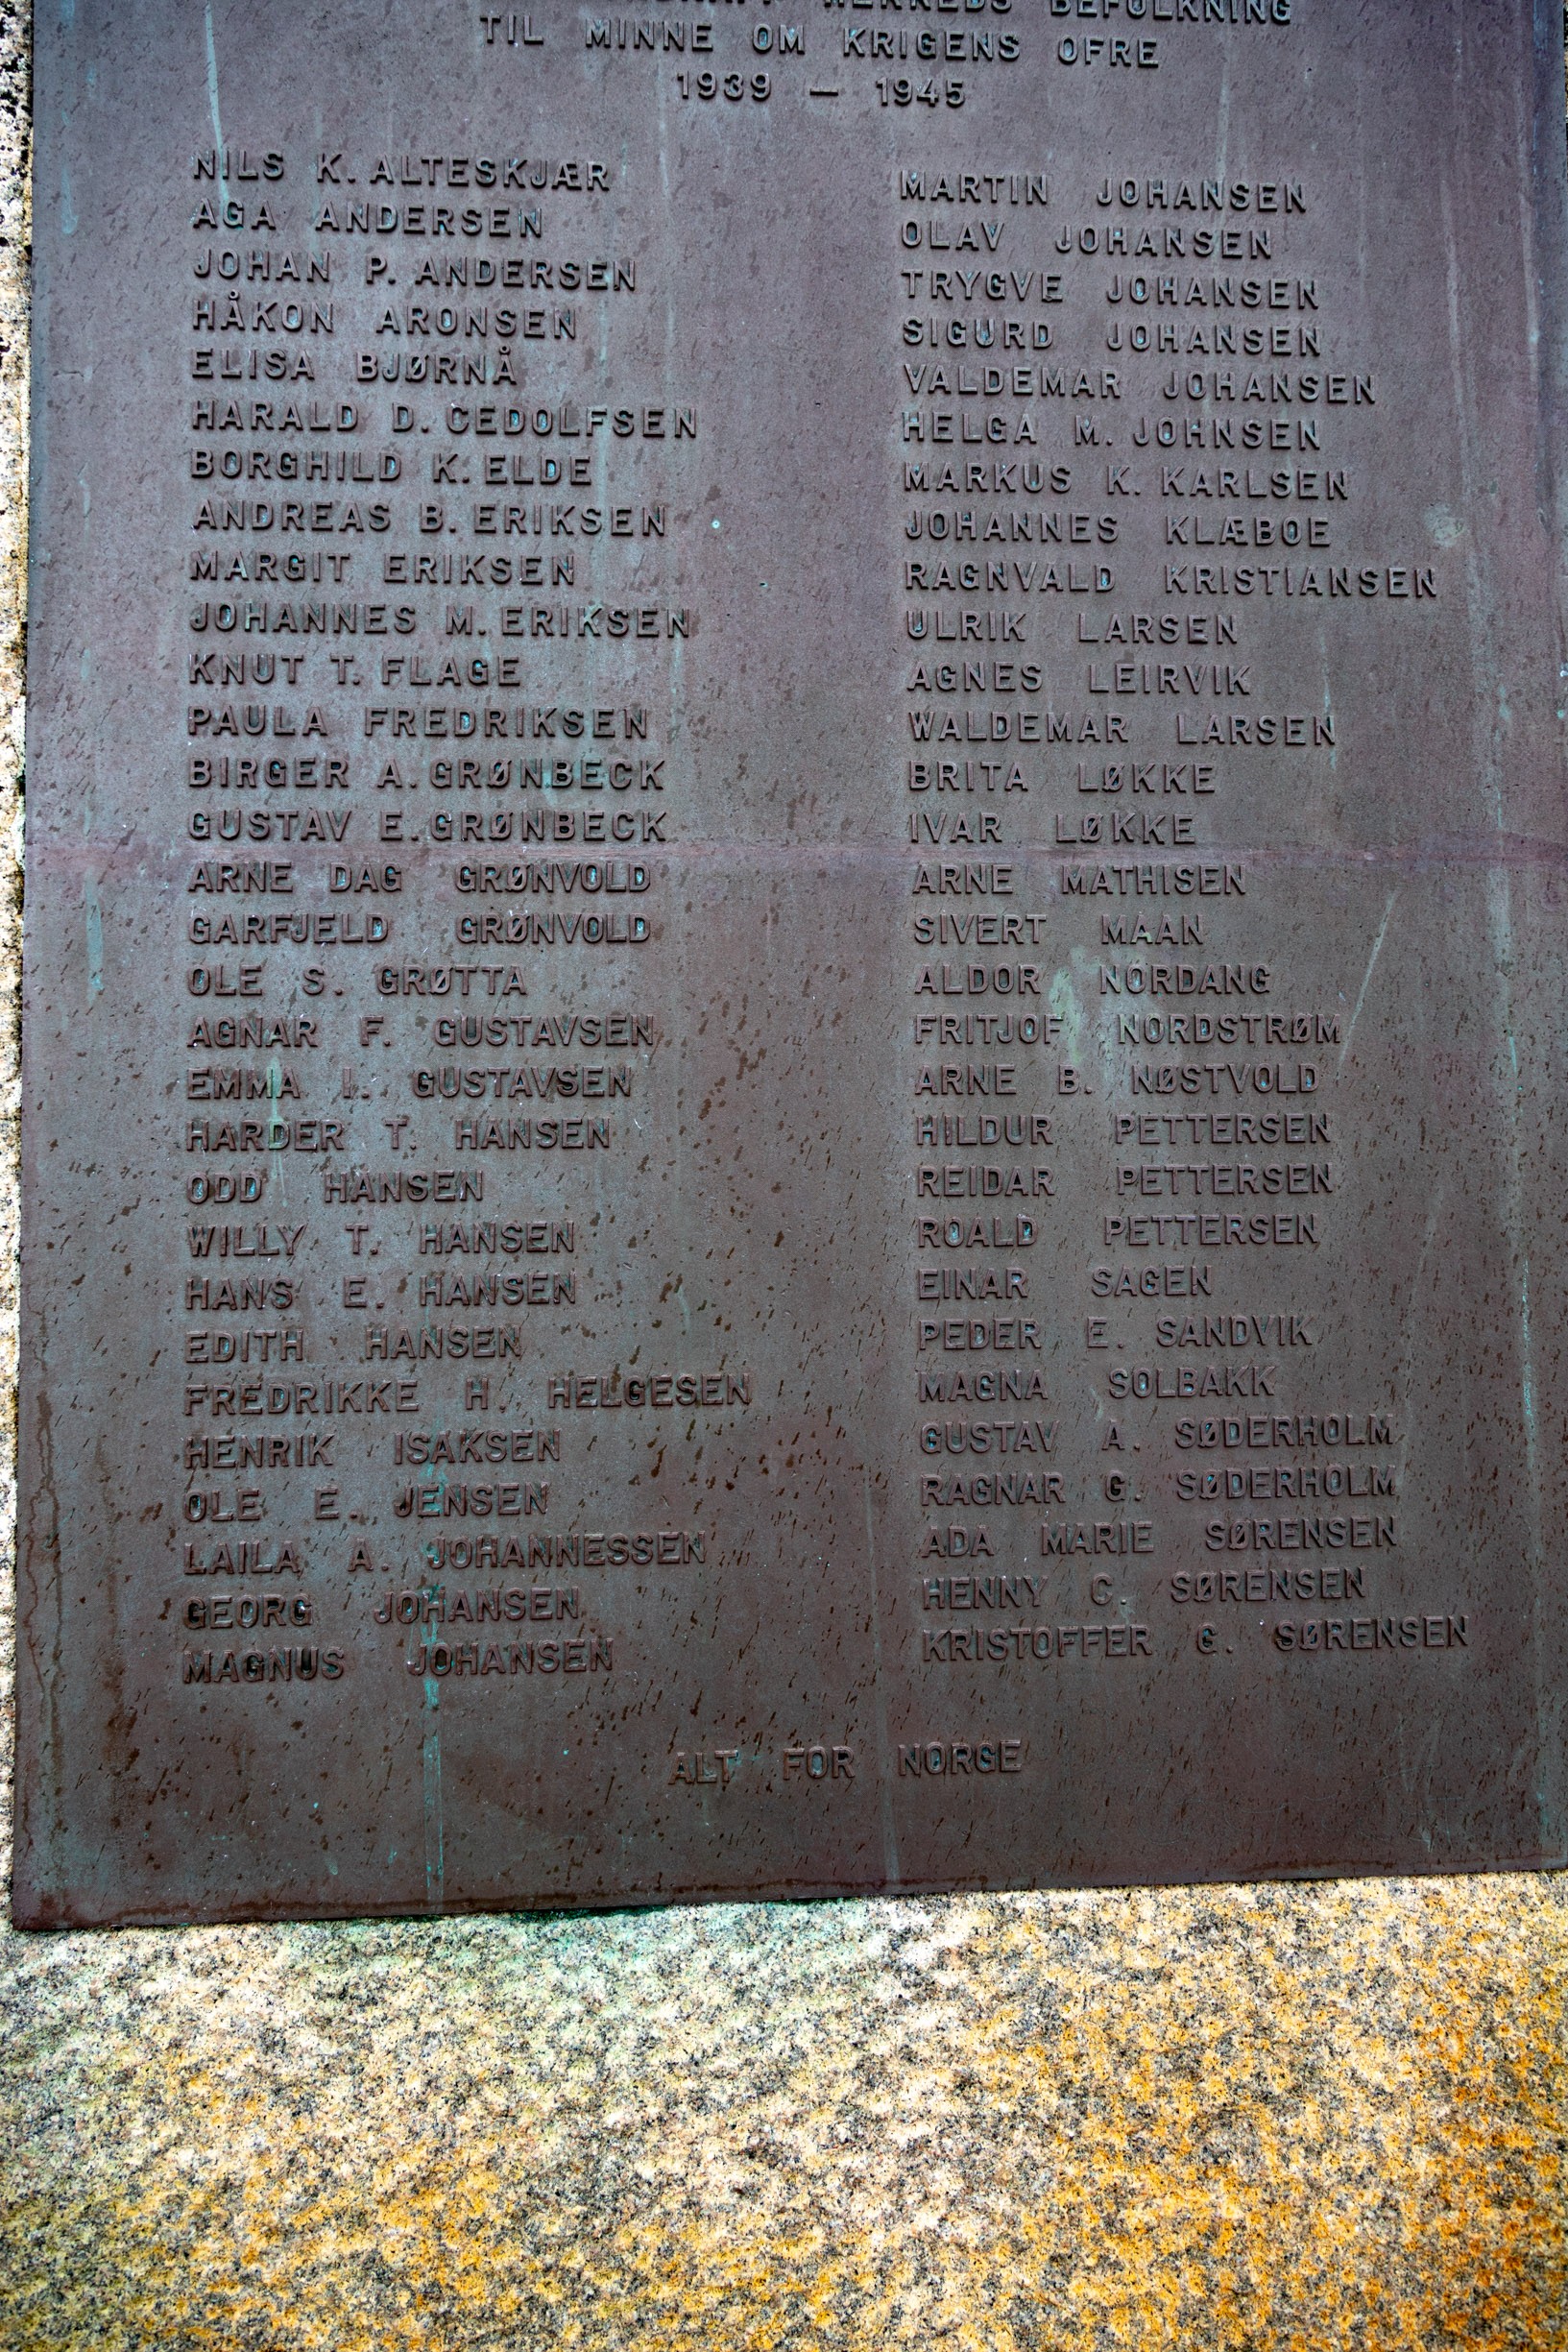 BEFOLKNING
TIL MINNE OM KRIGENS OFRE
1939 — 1945
NILS K. ALTESKJÆR
AGA ANDERSEN
JOHAN P. ANDERSEN
HÅKON ARONSEN
ELISA BJØRNÅ
HARALD D. CEDOLFSEN
BORGHILD K. ELDE
ANDREAS B. ERIKSEN
MARGIT ERIKSEN
JOHANNES M. ERIKSEN
KNUT T. FLAGE
PAULA FREDRIKSEN
BIRGER A. GRØNBECK
GUSTAV E. GRØNBECK
ARNE DAG GRØNVOLD
GARFJELD GRØNVOLD
OLE S. GRØTTA
AGNAR F. GUSTAVSEN
EMMA I. GUSTAVSEN
HARDER T. HANSEN
ODD HANSEN
WILLY T. HANSEN
HANS E. HANSEN
EDITH HANSEN
FREDRIKKE H. HELGESEN
HENRIK ISAKSEN
OLE E. JENSEN
LAILA A. JOHANNESSEN
GEORG JOHANSEN
MAGNUS JOHANSEN
MARTIN JOHANSEN
OLAV JOHANSEN
TRYGVE JOHANSEN
SIGURD JOHANSEN
VALDEMAR JOHANSEN
HELGA M. JOHNSEN
MARKUS K. KARLSEN
JOHANNES KLÆBOE
RAGNVALD KRISTIANSEN
ULRIK LARSEN
AGNES LEIRVIK
WALDEMAR LARSEN
BRITA LØKKE
IVAR LØKKE
ARNE MATHISEN
SIVERT MAAN
ALDOR NORDANG
FRITJOF NORDSTRØM
ARNE B. NØSTVOLD
HILDUR PETTERSEN
REIDAR PETTERSEN
ROALD PETTERSEN
EINAR SAGEN
PEDER E. SANDVIK
MAGNA SOLBAKK
GUSTAV A. SØDERHOLM
RAGNAR G. SØDERHOLM
ADA MARIE SØRENSEN
HENNY C. SØRENSEN
KRISTOFFER G. SØRENSEN
ALT FOR NORGE